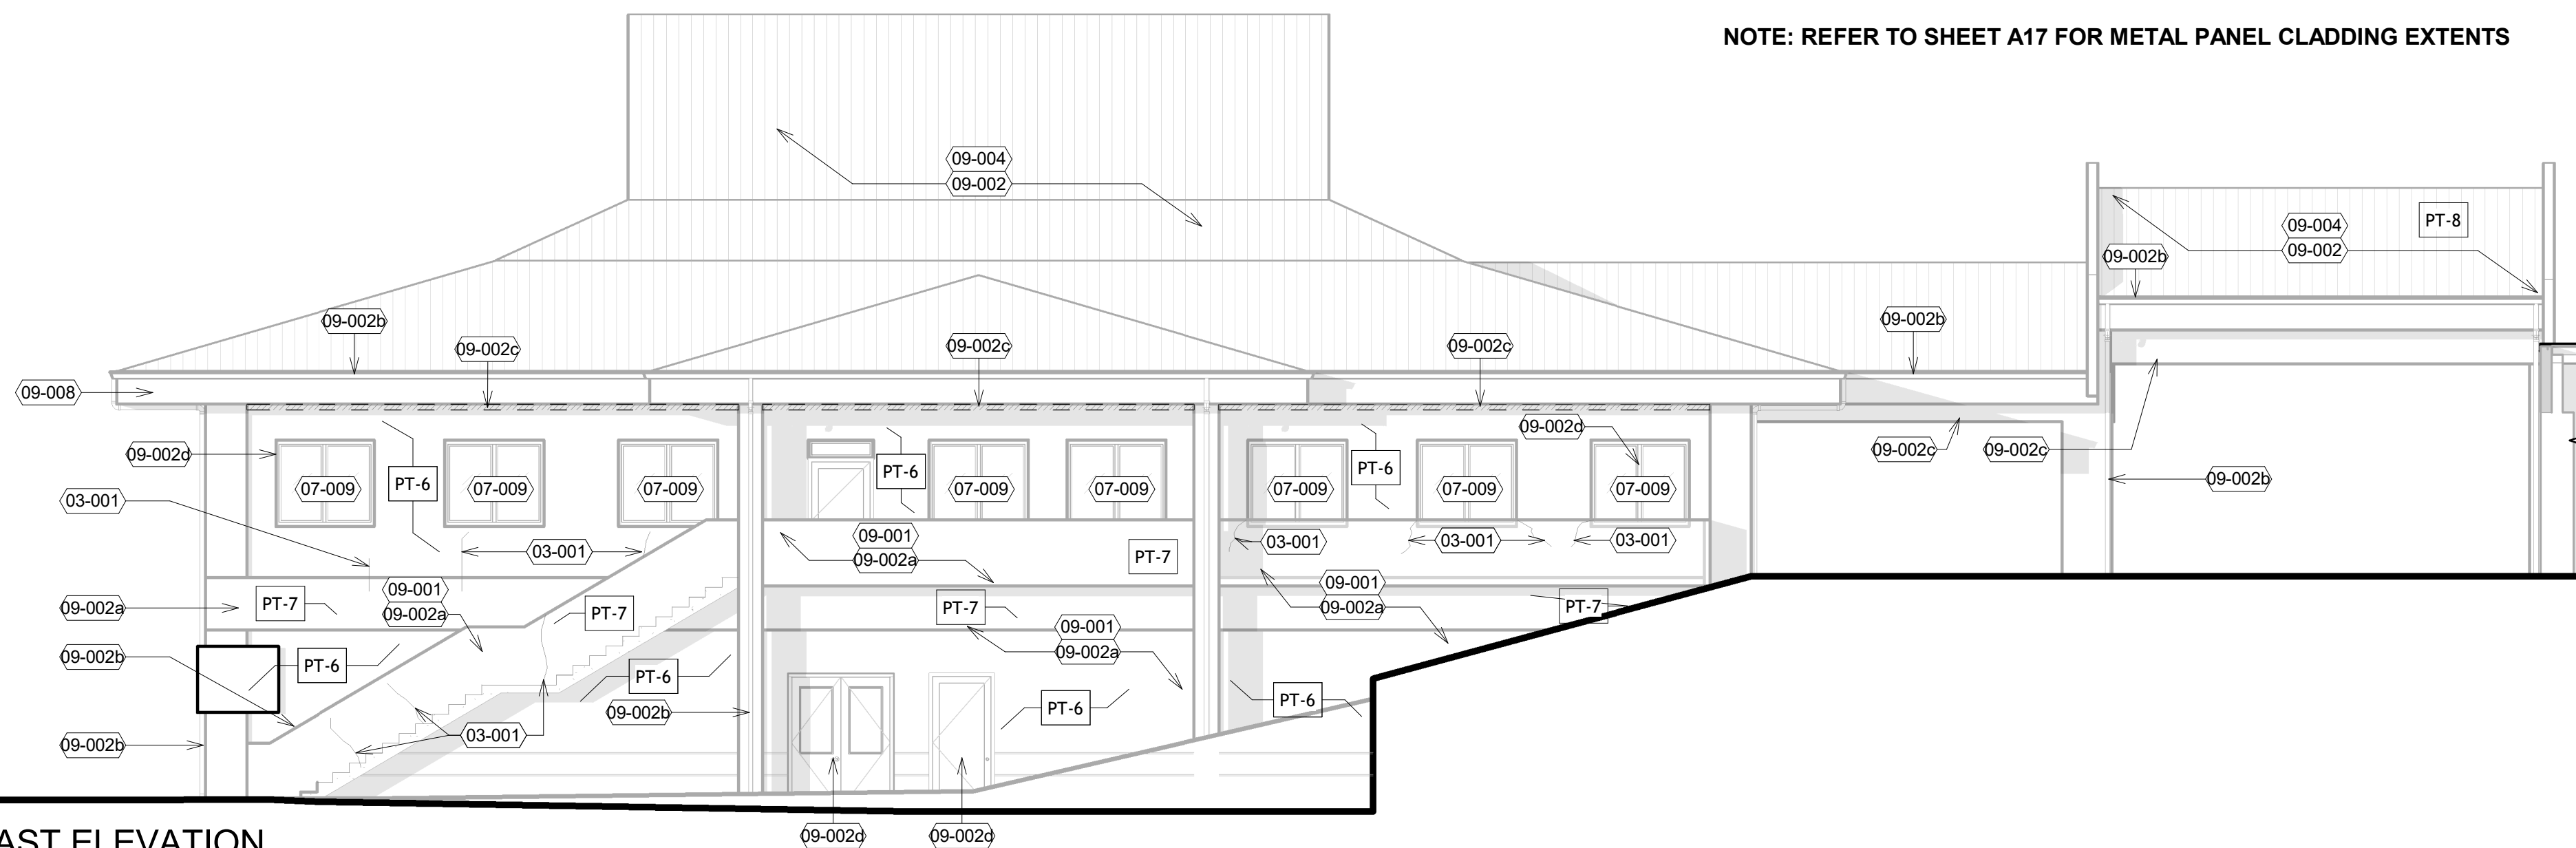 NOTE: REFER TO SHEET A17 FOR METAL PANEL CLADDING EXTENTS
09-004
09-002
PT-8
09-004
09-002
09-002b
09-002b
09-002c
09-002c
09-002c
09-002b
09-008
09-002d
09-002d
09-002c
09-002c
PT-6
PT-6
PT-6
09-002b
07-009
07-009
07-009
07-009
07-009
07-009
07-009
07-009
03-001
03-001
09-001
09-002a
PT-7
03-001
03-001
03-001
09-001
09-002a
09-001
09-002a
09-002a
PT-7
PT-7
PT-7
PT-7
09-001
09-002a
09-002b
PT-6
PT-6
09-002b
PT-6
PT-6
03-001
09-002b
09-002d
09-002d
AST ELEVATION